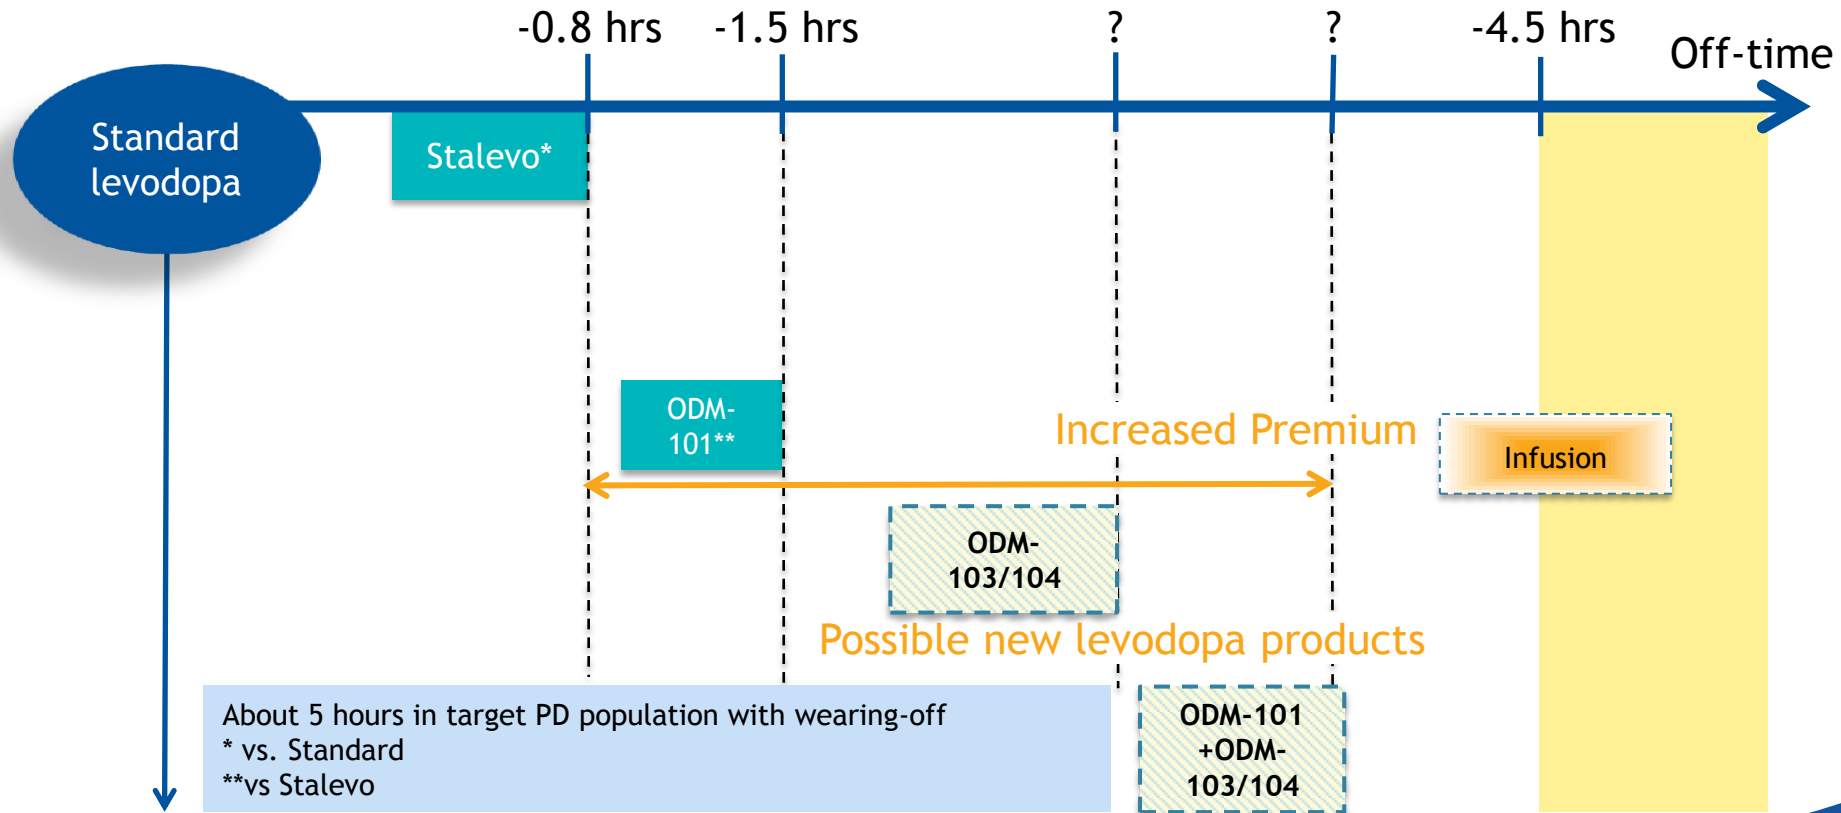 -0.8 hrs
-1.5 hrs
?
?
-4.5 hrs
Off-time
Standard
levodopa
Stalevo*
ODM-
101**
Increased Premium
Infusion
ODM-
103/104
Possible new levodopa products
About 5 hours in target PD population with wearing-off
* vs. Standard
**vs Stalevo
ODM-101
+ODM-
103/104